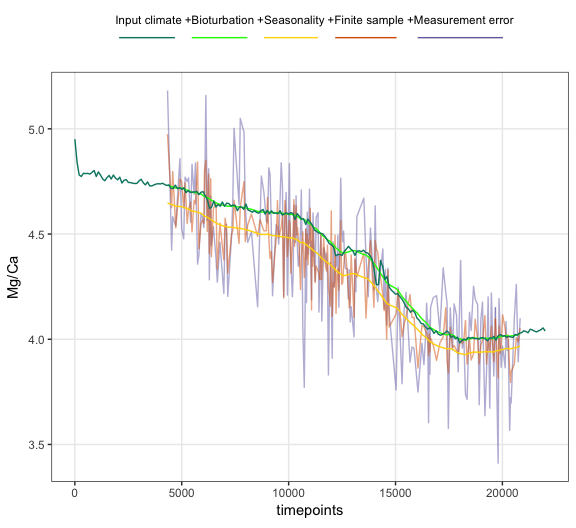 Input climate +Bioturbation +Seasonality +Finite sample +Measurement error
5.0
4.5
4.0
3.5
Mg/Ca
0 5000 10000 15000 20000
timepoints